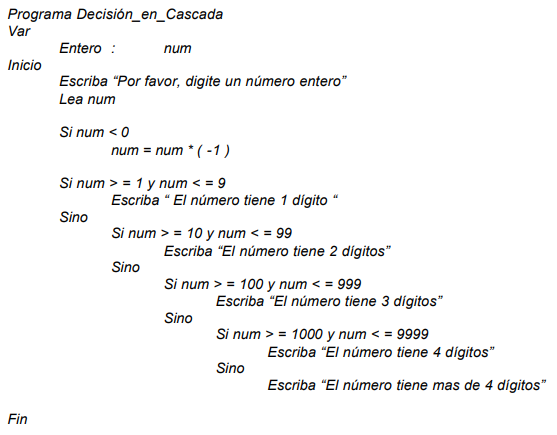 Programa Decisión_en_Cascada
Var
Entero : num
Inicio
Escriba “Por favor, digite un número entero”
Lea num
Si num < 0
num = num * ( -1 )
Si num > = 1 y num < = 9
Escriba “ El número tiene 1 dígito “
Sino
Si num > = 10 y num < = 99
Escriba “El número tiene 2 dígitos”
Sino
Si num > = 100 y num < = 999
Escriba “El número tiene 3 dígitos”
Sino
Si num > = 1000 y num < = 9999
Escriba “El número tiene 4 dígitos”
Sino
Escriba “El número tiene mas de 4 dígitos”
Fin